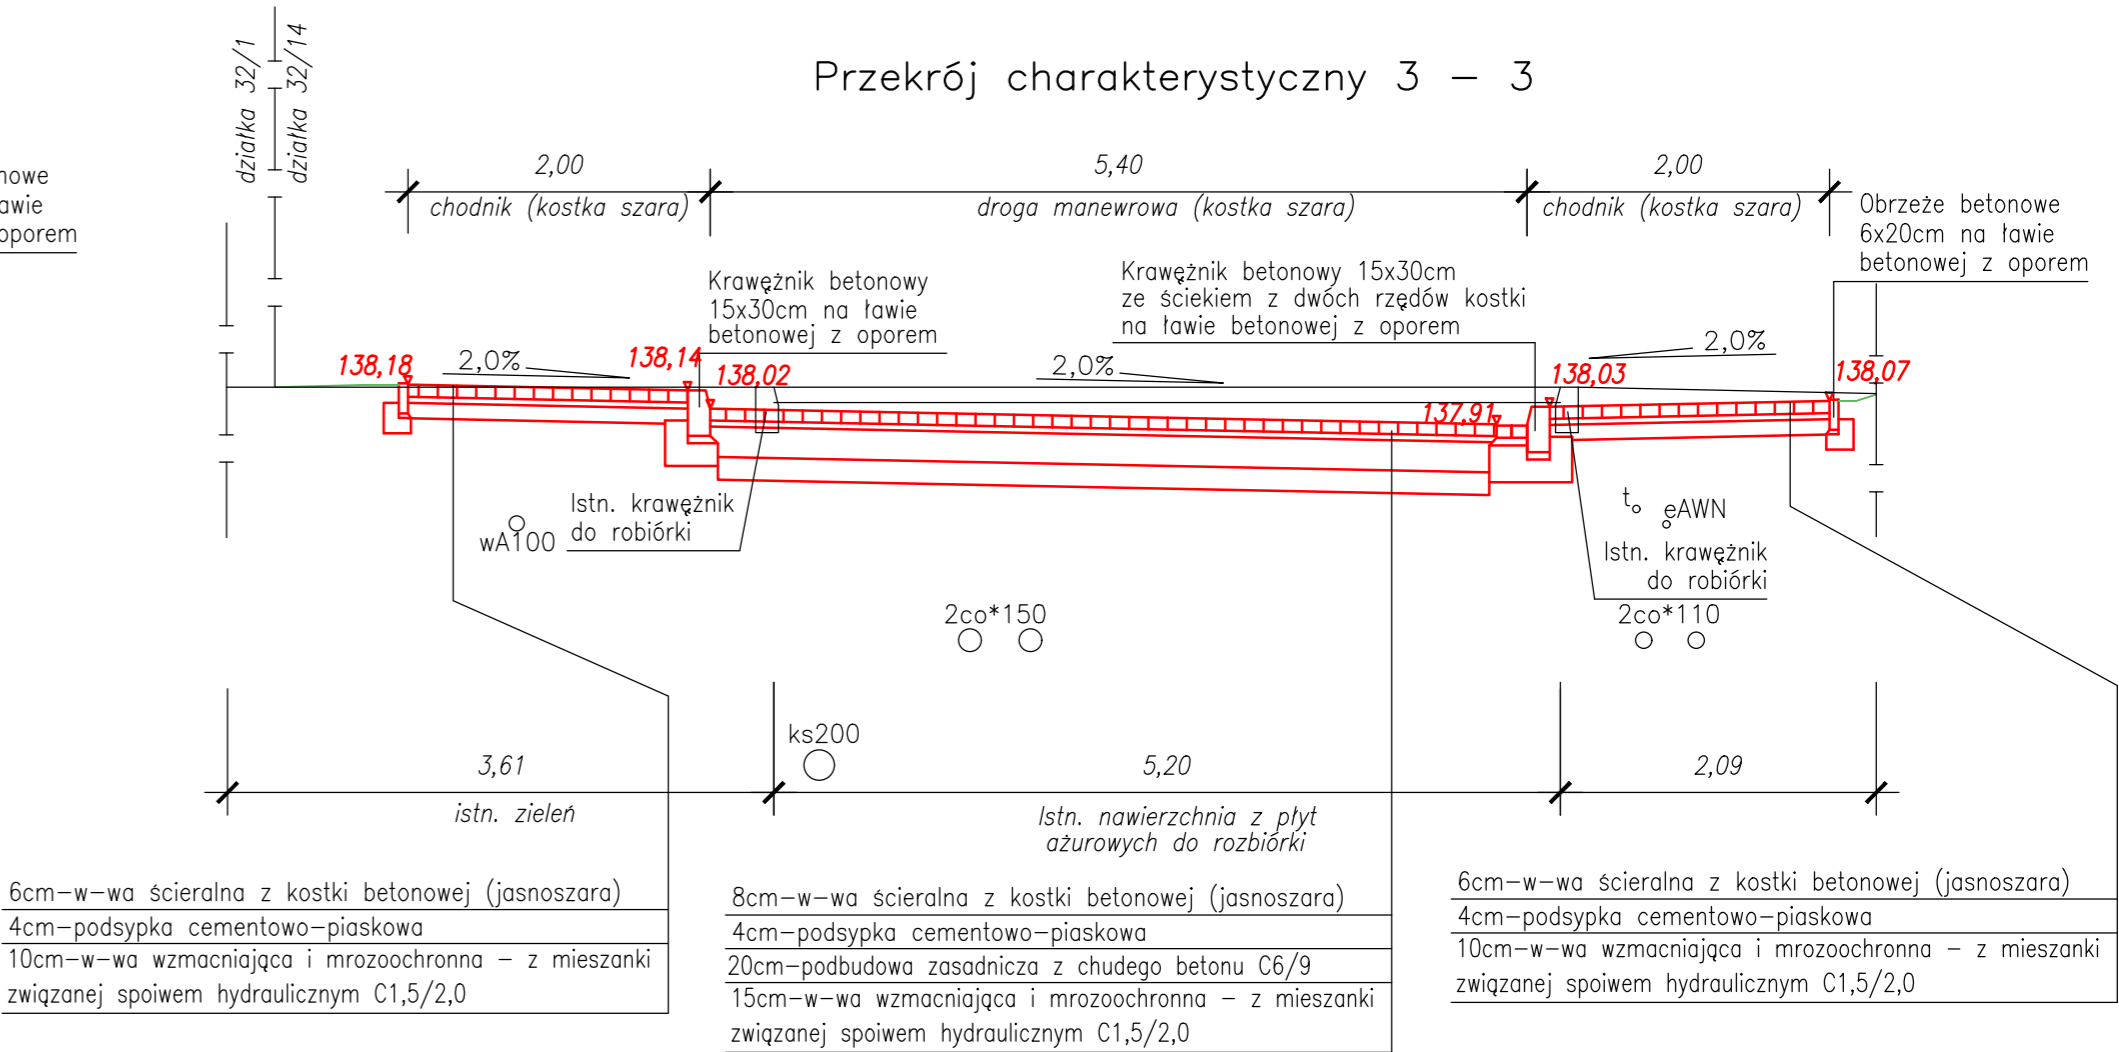 Przekrój charakterystyczny 3 – 3
działka 32/1
działka 32/14
nowe
awie
oporem
2,00
chodnik (kostka szara)
5,40
droga manewrowa (kostka szara)
2,00
chodnik (kostka szara)
Obrzeże betonowe
6x20cm na ławie
betonowej z oporem
Krawężnik betonowy
15x30cm na ławie
betonowej z oporem
Krawężnik betonowy 15x30cm
ze ściekiem z dwóch rzędów kostki
na ławie betonowej z oporem
138,18
2,0%
138,14
138,02
2,0%
137,91
138,03
2,0%
138,07
wA100
Istn. krawężnik
do robiórki
t
eAWN
Istn. krawężnik
do robiórki
2co*150
2co*110
ks200
3,61
istn. zieleń
5,20
Istn. nawierzchnia z płyt
ażurowych do rozbiórki
2,09
6cm–w–wa ścieralna z kostki betonowej (jasnoszara)
4cm–podsypka cementowo–piaskowa
10cm–w–wa wzmacniająca i mrozoochronna – z mieszanki
związanej spoiwem hydraulicznym C1,5/2,0
8cm–w–wa ścieralna z kostki betonowej (jasnoszara)
4cm–podsypka cementowo–piaskowa
20cm–podbudowa zasadnicza z chudego betonu C6/9
15cm–w–wa wzmacniająca i mrozoochronna – z mieszanki
związanej spoiwem hydraulicznym C1,5/2,0
6cm–w–wa ścieralna z kostki betonowej (jasnoszara)
4cm–podsypka cementowo–piaskowa
10cm–w–wa wzmacniająca i mrozoochronna – z mieszanki
związanej spoiwem hydraulicznym C1,5/2,0